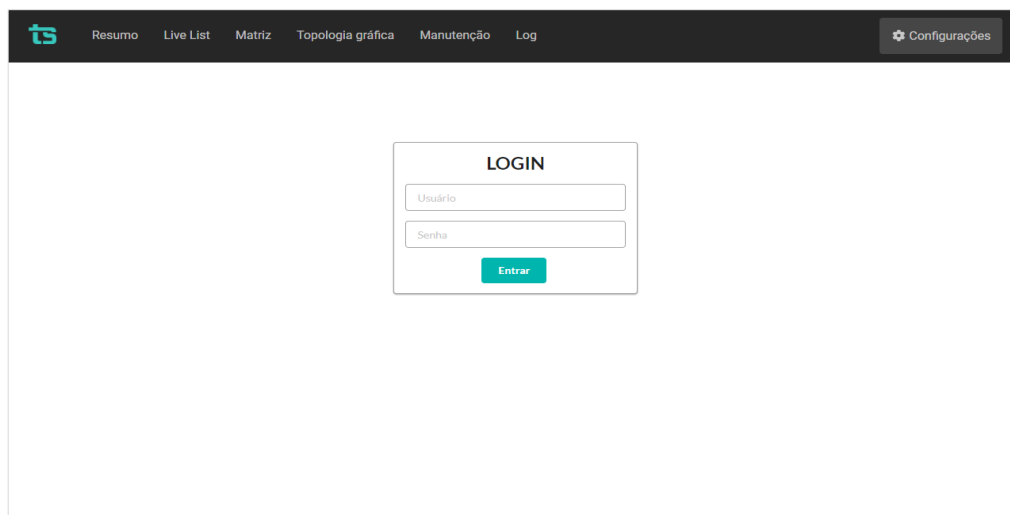 ts Resumo Live List Matriz Topologia gráfica Manutenção Log Configurações
LOGIN
Usuário
Senha
Entrar